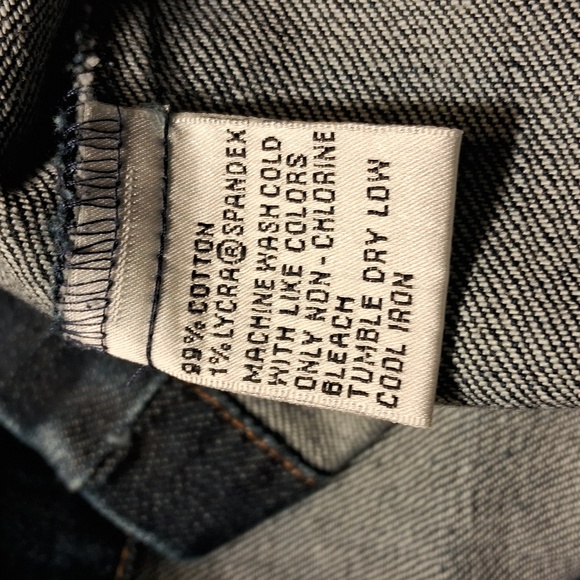 99% COTTON
1% LYCRA®SPANDEX
MACHINE WASH COLD
WITH LIKE COLORS
ONLY NON-CHLORINE
BLEACH
TUMBLE DRY LOW
COOL IRON